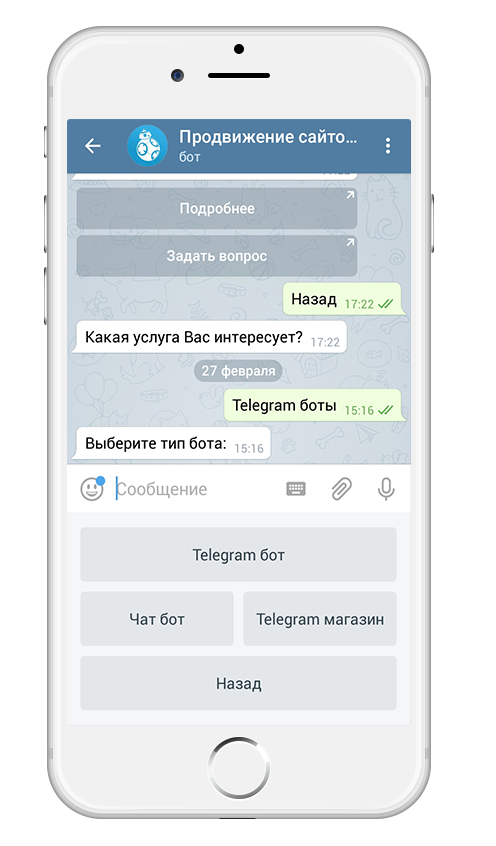 Продвижение сайто...
бот
Подробнее
Задать вопрос
Назад 17:22
Какая услуга Вас интересует? 17:22
27 февраля
Telegram боты 15:16
Выберите тип бота: 15:16
Сообщение
Telegram бот
Чат бот
Telegram магазин
Назад